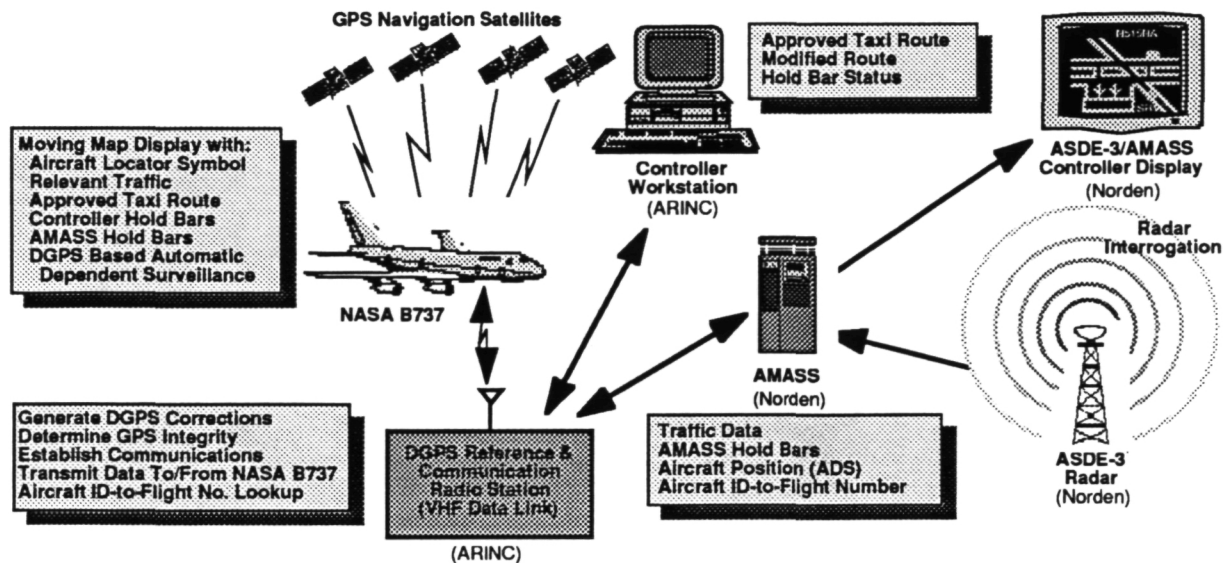 GPS Navigation Satellites
Approved Taxi Route
Modified Route
Hold Bar Status
N515NA
ASDE-3/AMASS
Controller Display
(Norden)
Controller
Workstation
(ARINC)
Moving Map Display with:
Aircraft Locator Symbol
Relevant Traffic
Approved Taxi Route
Controller Hold Bars
AMASS Hold Bars
DGPS Based Automatic
Dependent Surveillance
NASA B737
Radar
Interrogation
AMASS
(Norden)
ASDE-3
Radar
(Norden)
Generate DGPS Corrections
Determine GPS Integrity
Establish Communications
Transmit Data To/From NASA B737
Aircraft ID-to-Flight No. Lookup
DGPS Reference &
Communication
Radio Station
(VHF Data Link)
(ARINC)
Traffic Data
AMASS Hold Bars
Aircraft Position (ADS)
Aircraft ID-to-Flight Number